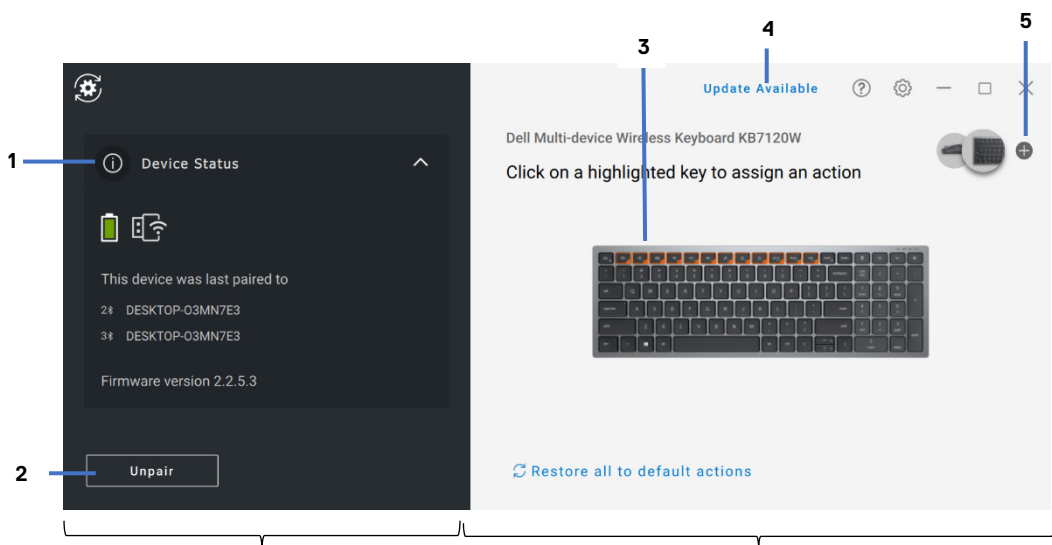 5
4
3
Update Available
1
Device Status
Dell Multi-device Wireless Keyboard KB7120W
Click on a highlighted key to assign an action
This device was last paired to
2 DESKTOP-O3MN7E3
3 DESKTOP-O3MN7E3
Firmware version 2.2.5.3
2
Unpair
Restore all to default actions